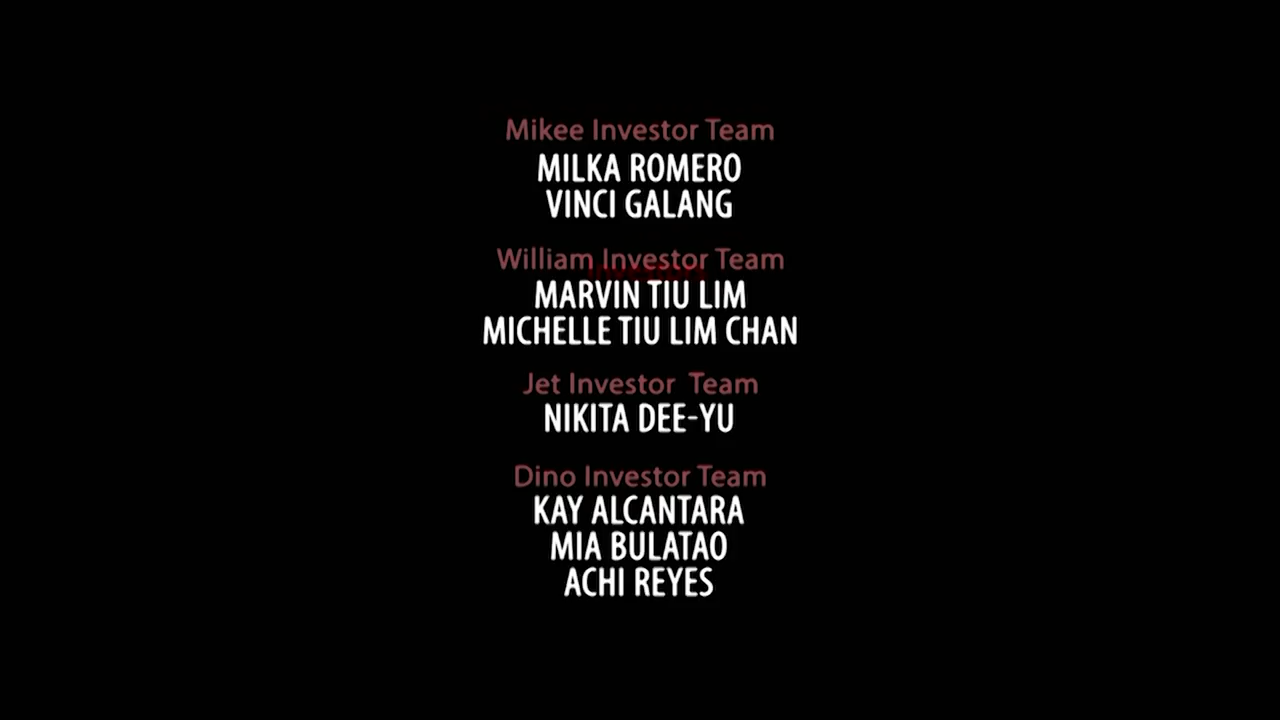 Mikee Investor Team
MILKA ROMERO
VINCI GALANG
William Investor Team
MARVIN TIU LIM
MICHELLE TIU LIM CHAN
Jet Investor Team
NIKITA DEE-YU
Dino Investor Team
KAY ALCANTARA
MIA BULATAO
ACHI REYES